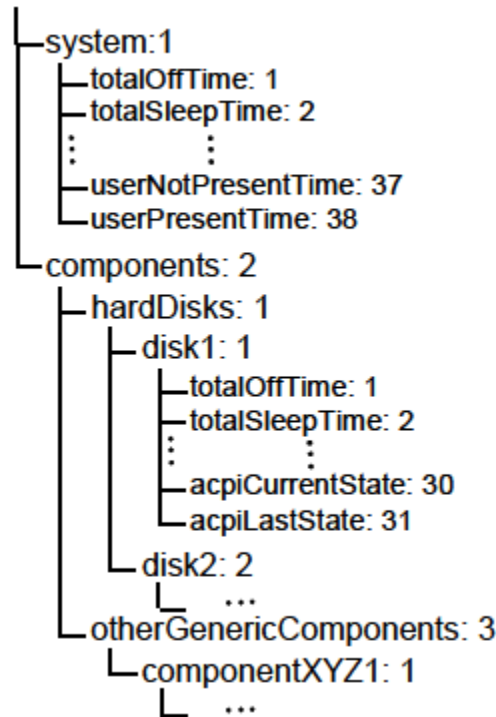 system:1
totalOffTime: 1
totalSleepTime: 2
⋮ ⋮
userNotPresentTime: 37
userPresentTime: 38
components: 2
hardDisks: 1
disk1: 1
totalOffTime: 1
totalSleepTime: 2
⋮ ⋮
acpiCurrentState: 30
acpiLastState: 31
disk2: 2
...
otherGenericComponents: 3
componentXYZ1: 1
...